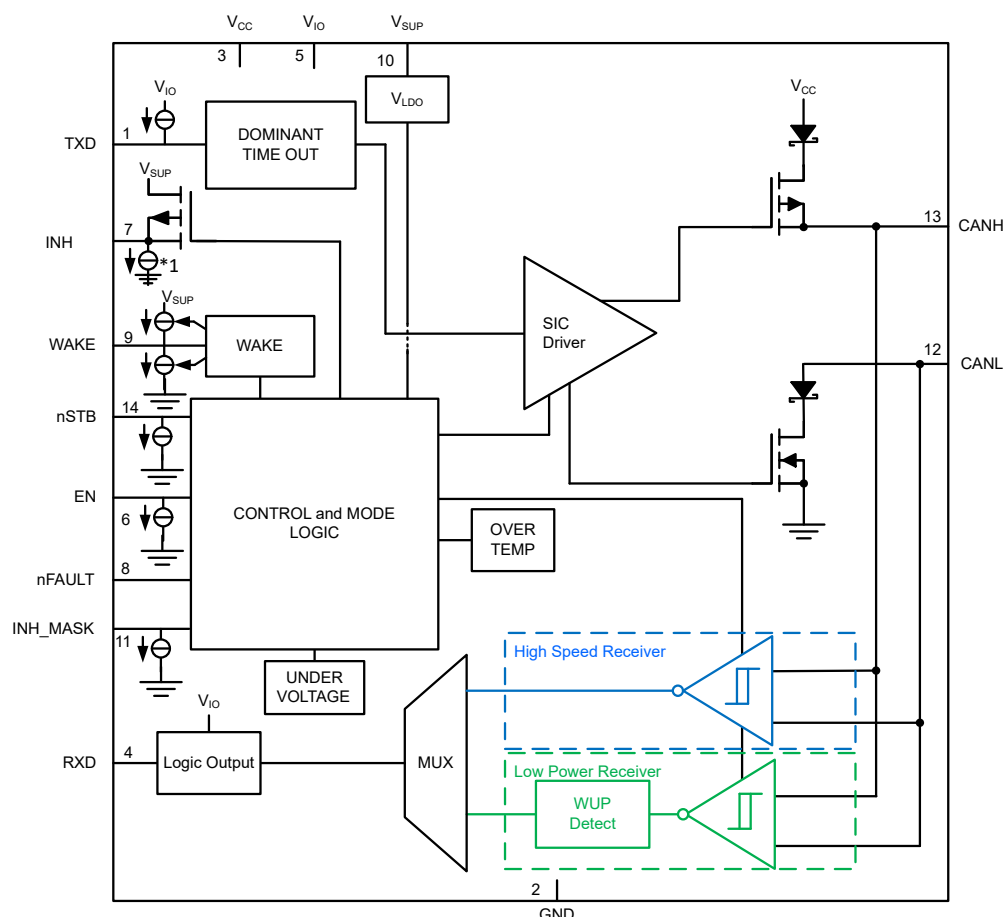 VCC
VIO
VSUP
3
5
10
VLDO
VCC
VIO
TXD
1
DOMINANT
TIME OUT
VSUP
INH
7
*1
13
CANH
VSUP
WAKE
9
WAKE
SIC
Driver
12
CANL
nSTB
14
EN
6
CONTROL and MODE
LOGIC
OVER
TEMP
nFAULT
8
INH_MASK
11
UNDER
VOLTAGE
High Speed Receiver
VIO
RXD
4
Logic Output
MUX
Low Power Receiver
WUP
Detect
2
GND